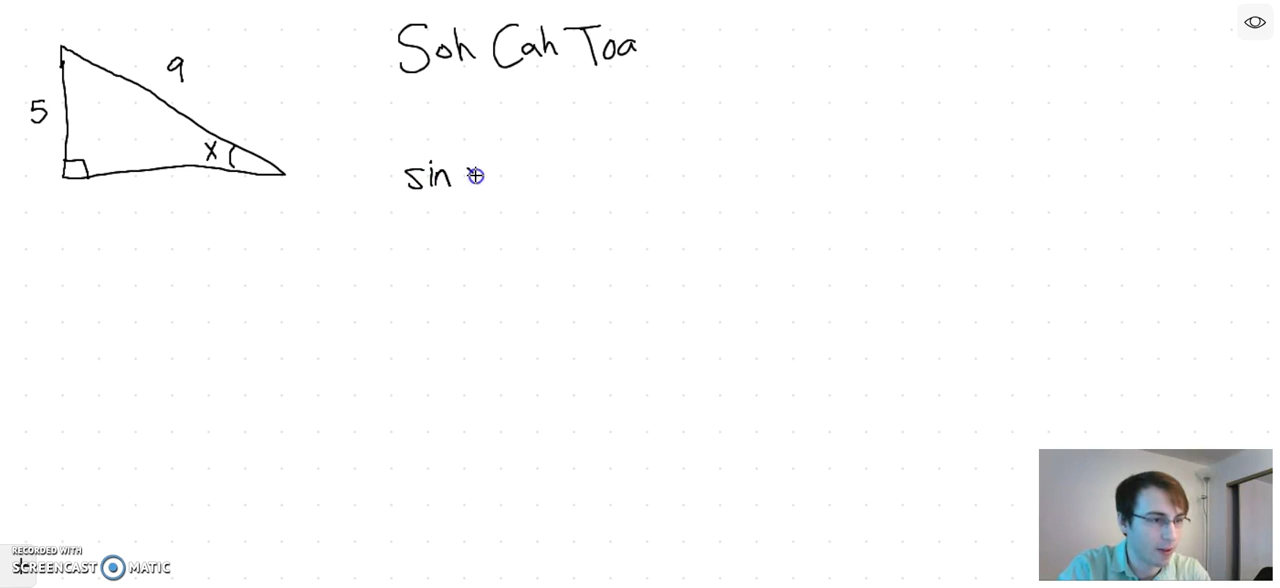 Soh Cah Toa
9
5
x
sin x
RECORDED WITH
SCREENCAST MATIC